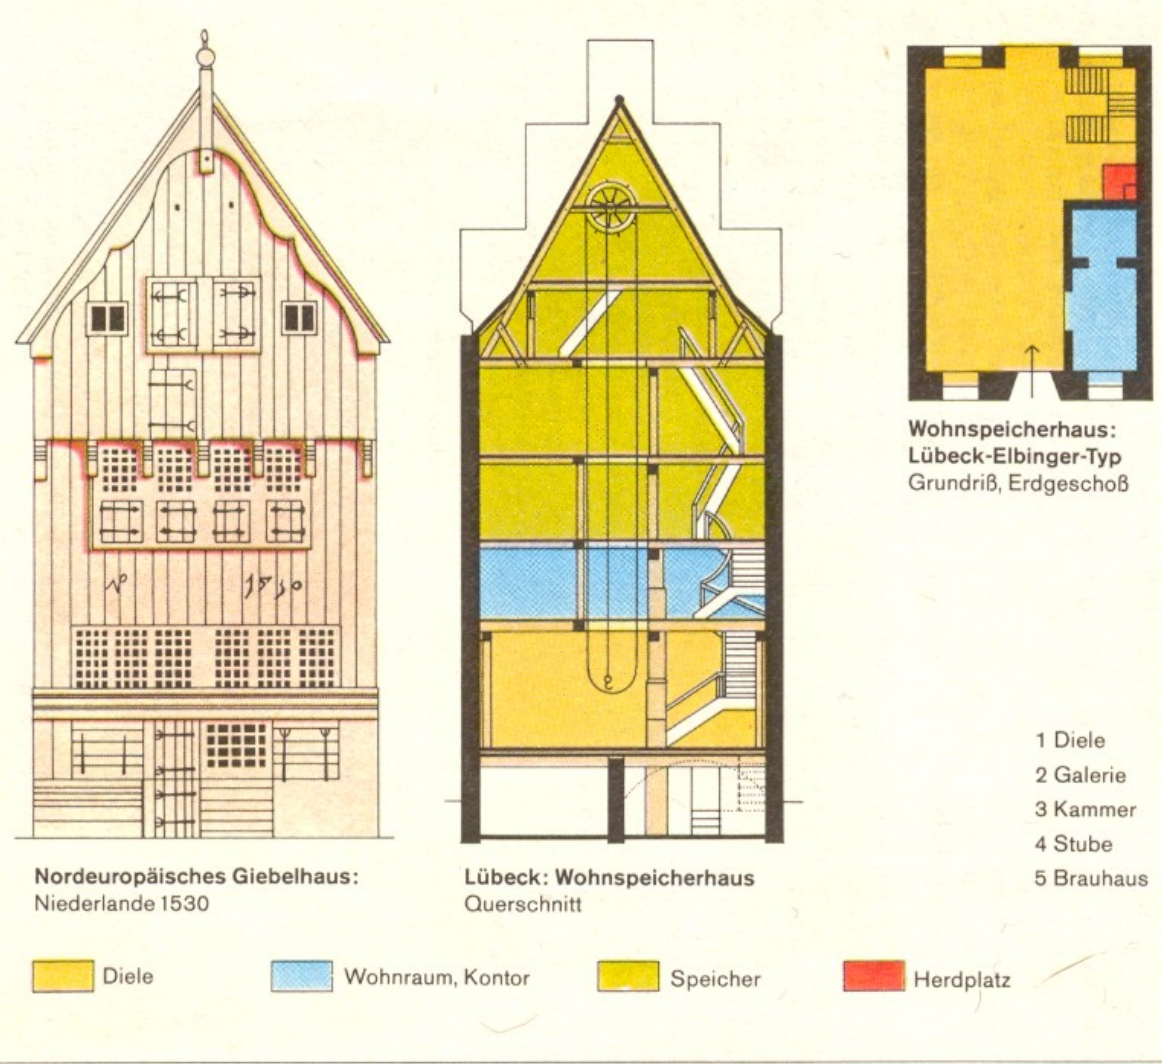 N 1530
Nordeuropäisches Giebelhaus:
Niederlande 1530
Lübeck: Wohnspeicherhaus
Querschnitt
Wohnspeicherhaus:
Lübeck-Elbinger-Typ
Grundriß, Erdgeschoß
1 Diele
2 Galerie
3 Kammer
4 Stube
5 Brauhaus
Diele
Wohnraum, Kontor
Speicher
Herdplatz